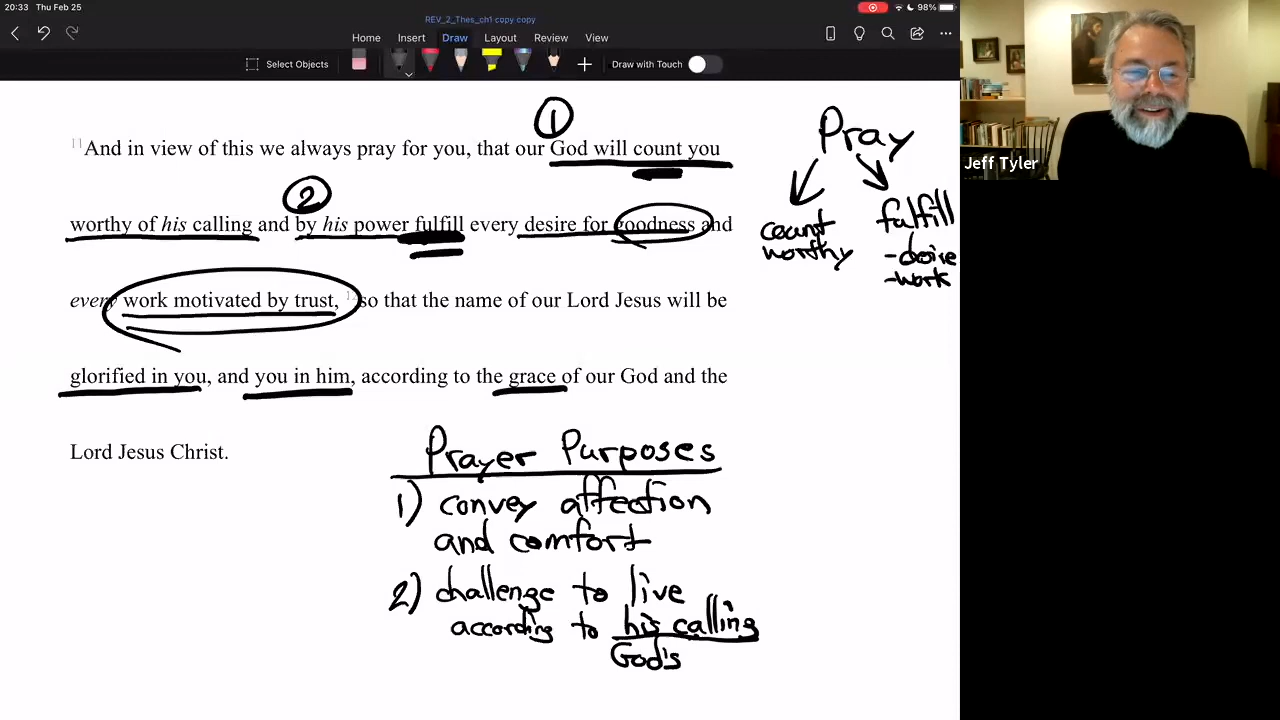 20:33 Thu Feb 25
98%
REV_2_Thes_ch1 copy copy
Home Insert Draw Layout Review View
Select Objects
Draw with Touch
1
11 And in view of this we always pray for you, that our God will count you
2
worthy of his calling and by his power fulfill every desire for goodness and
every work motivated by trust, 12 so that the name of our Lord Jesus will be
glorified in you, and you in him, according to the grace of our God and the
Lord Jesus Christ.
Pray
count
worthy
fulfill
-desire
-work
Prayer Purposes
1) convey affection
and comfort
2) challenge to live
according to his calling
God's
Jeff Tyler